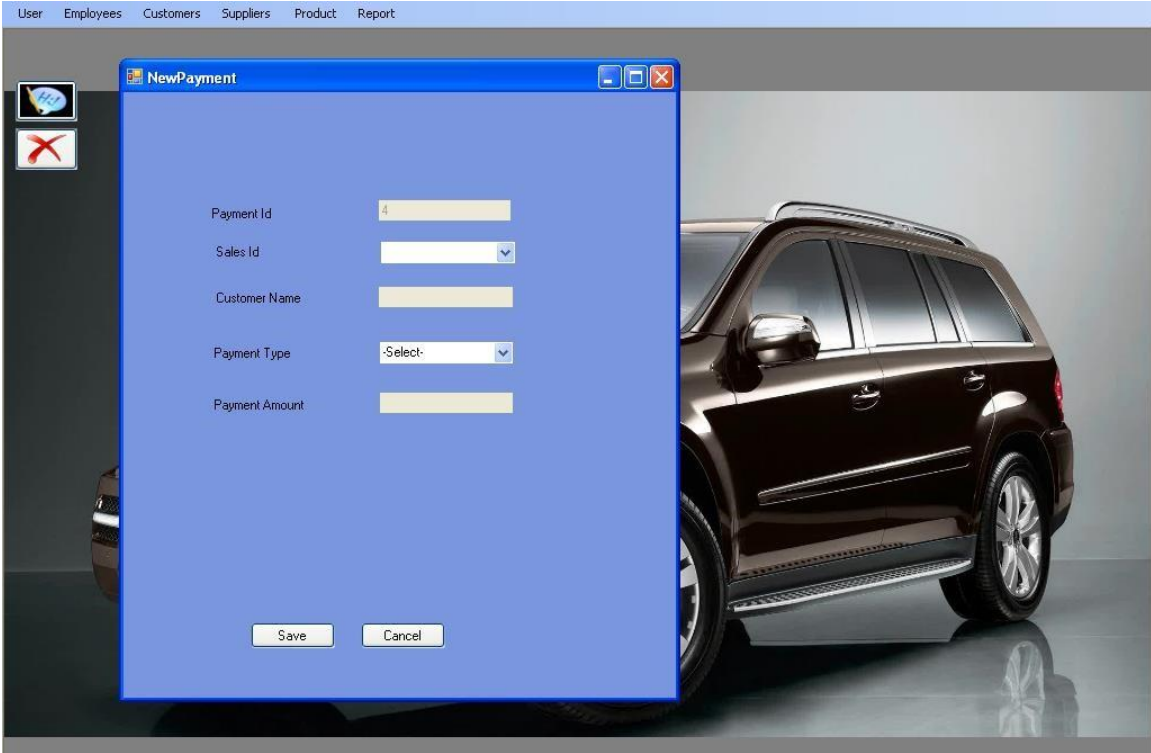 User Employees Customers Suppliers Product Report
NewPayment
Hi!
Payment Id 4
Sales Id
Customer Name
Payment Type -Select-
Payment Amount
Save Cancel